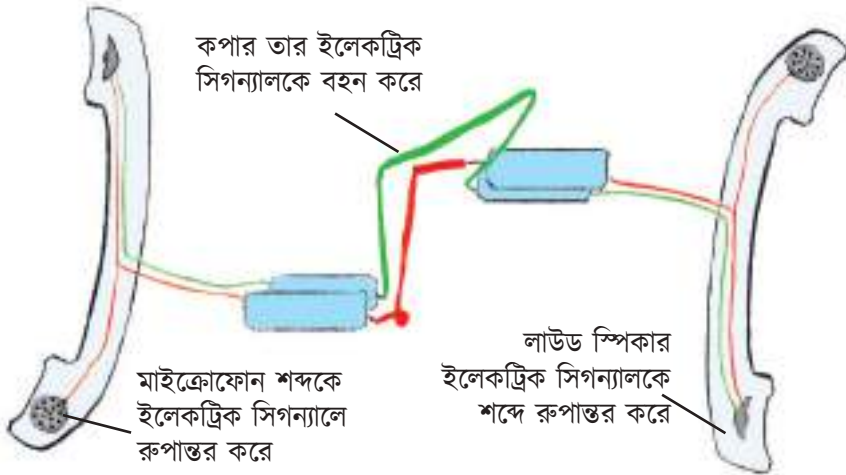 কপার তার ইলেকট্রিক
সিগন্যালকে বহন করে
মাইক্রোফোন শব্দকে
ইলেকট্রিক সিগন্যালে
রুপান্তর করে
লাউড স্পিকার
ইলেকট্রিক সিগন্যালকে
শব্দে রুপান্তর করে